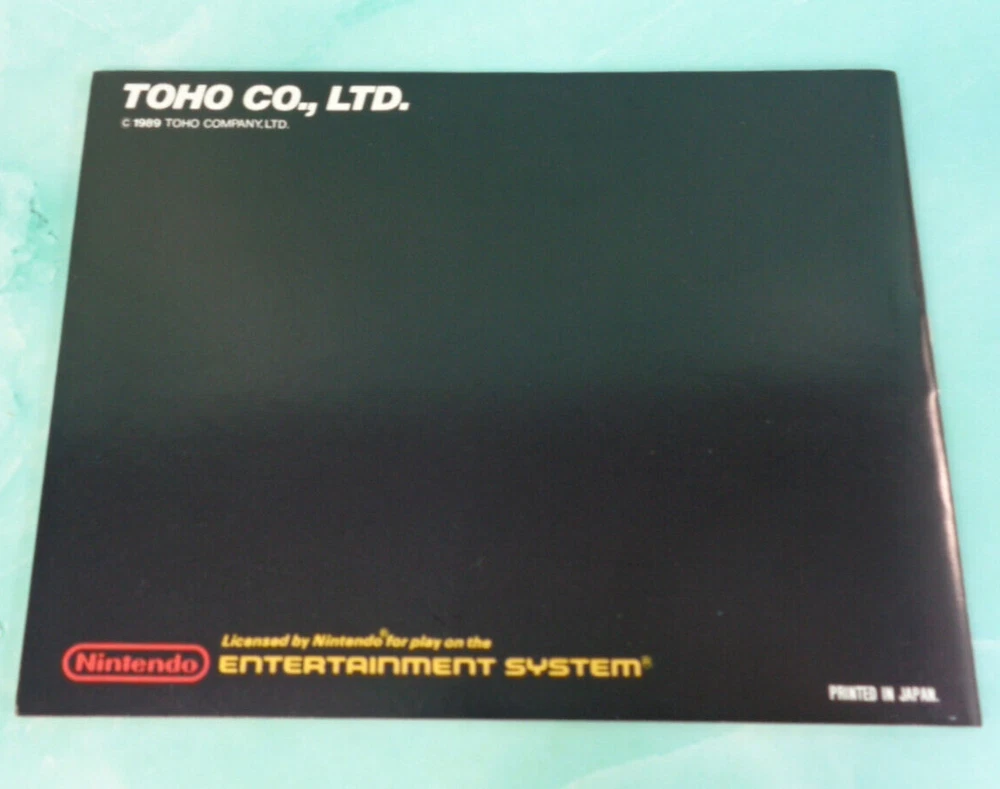 TOHO CO., LTD.
© 1989 TOHO COMPANY, LTD.
Licensed by Nintendo® for play on the
Nintendo ENTERTAINMENT SYSTEM®
PRINTED IN JAPAN.